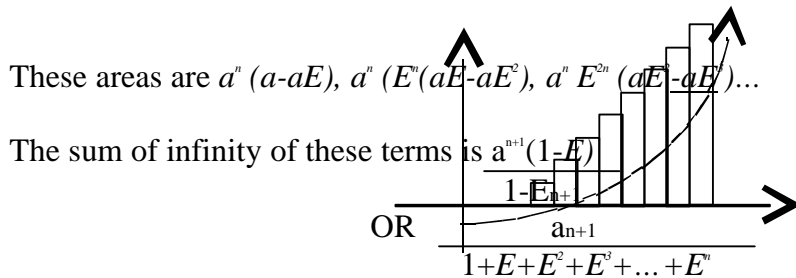 These areas are aⁿ (a-aE), aⁿ (Eⁿ(aE-aE²), aⁿ E²ⁿ (aE²-aE³)...
The sum of infinity of these terms is aⁿ⁺¹(1-E)
1-Eₙ₊₁
OR aₙ₊₁
1+E+E²+E³+...+Eⁿ